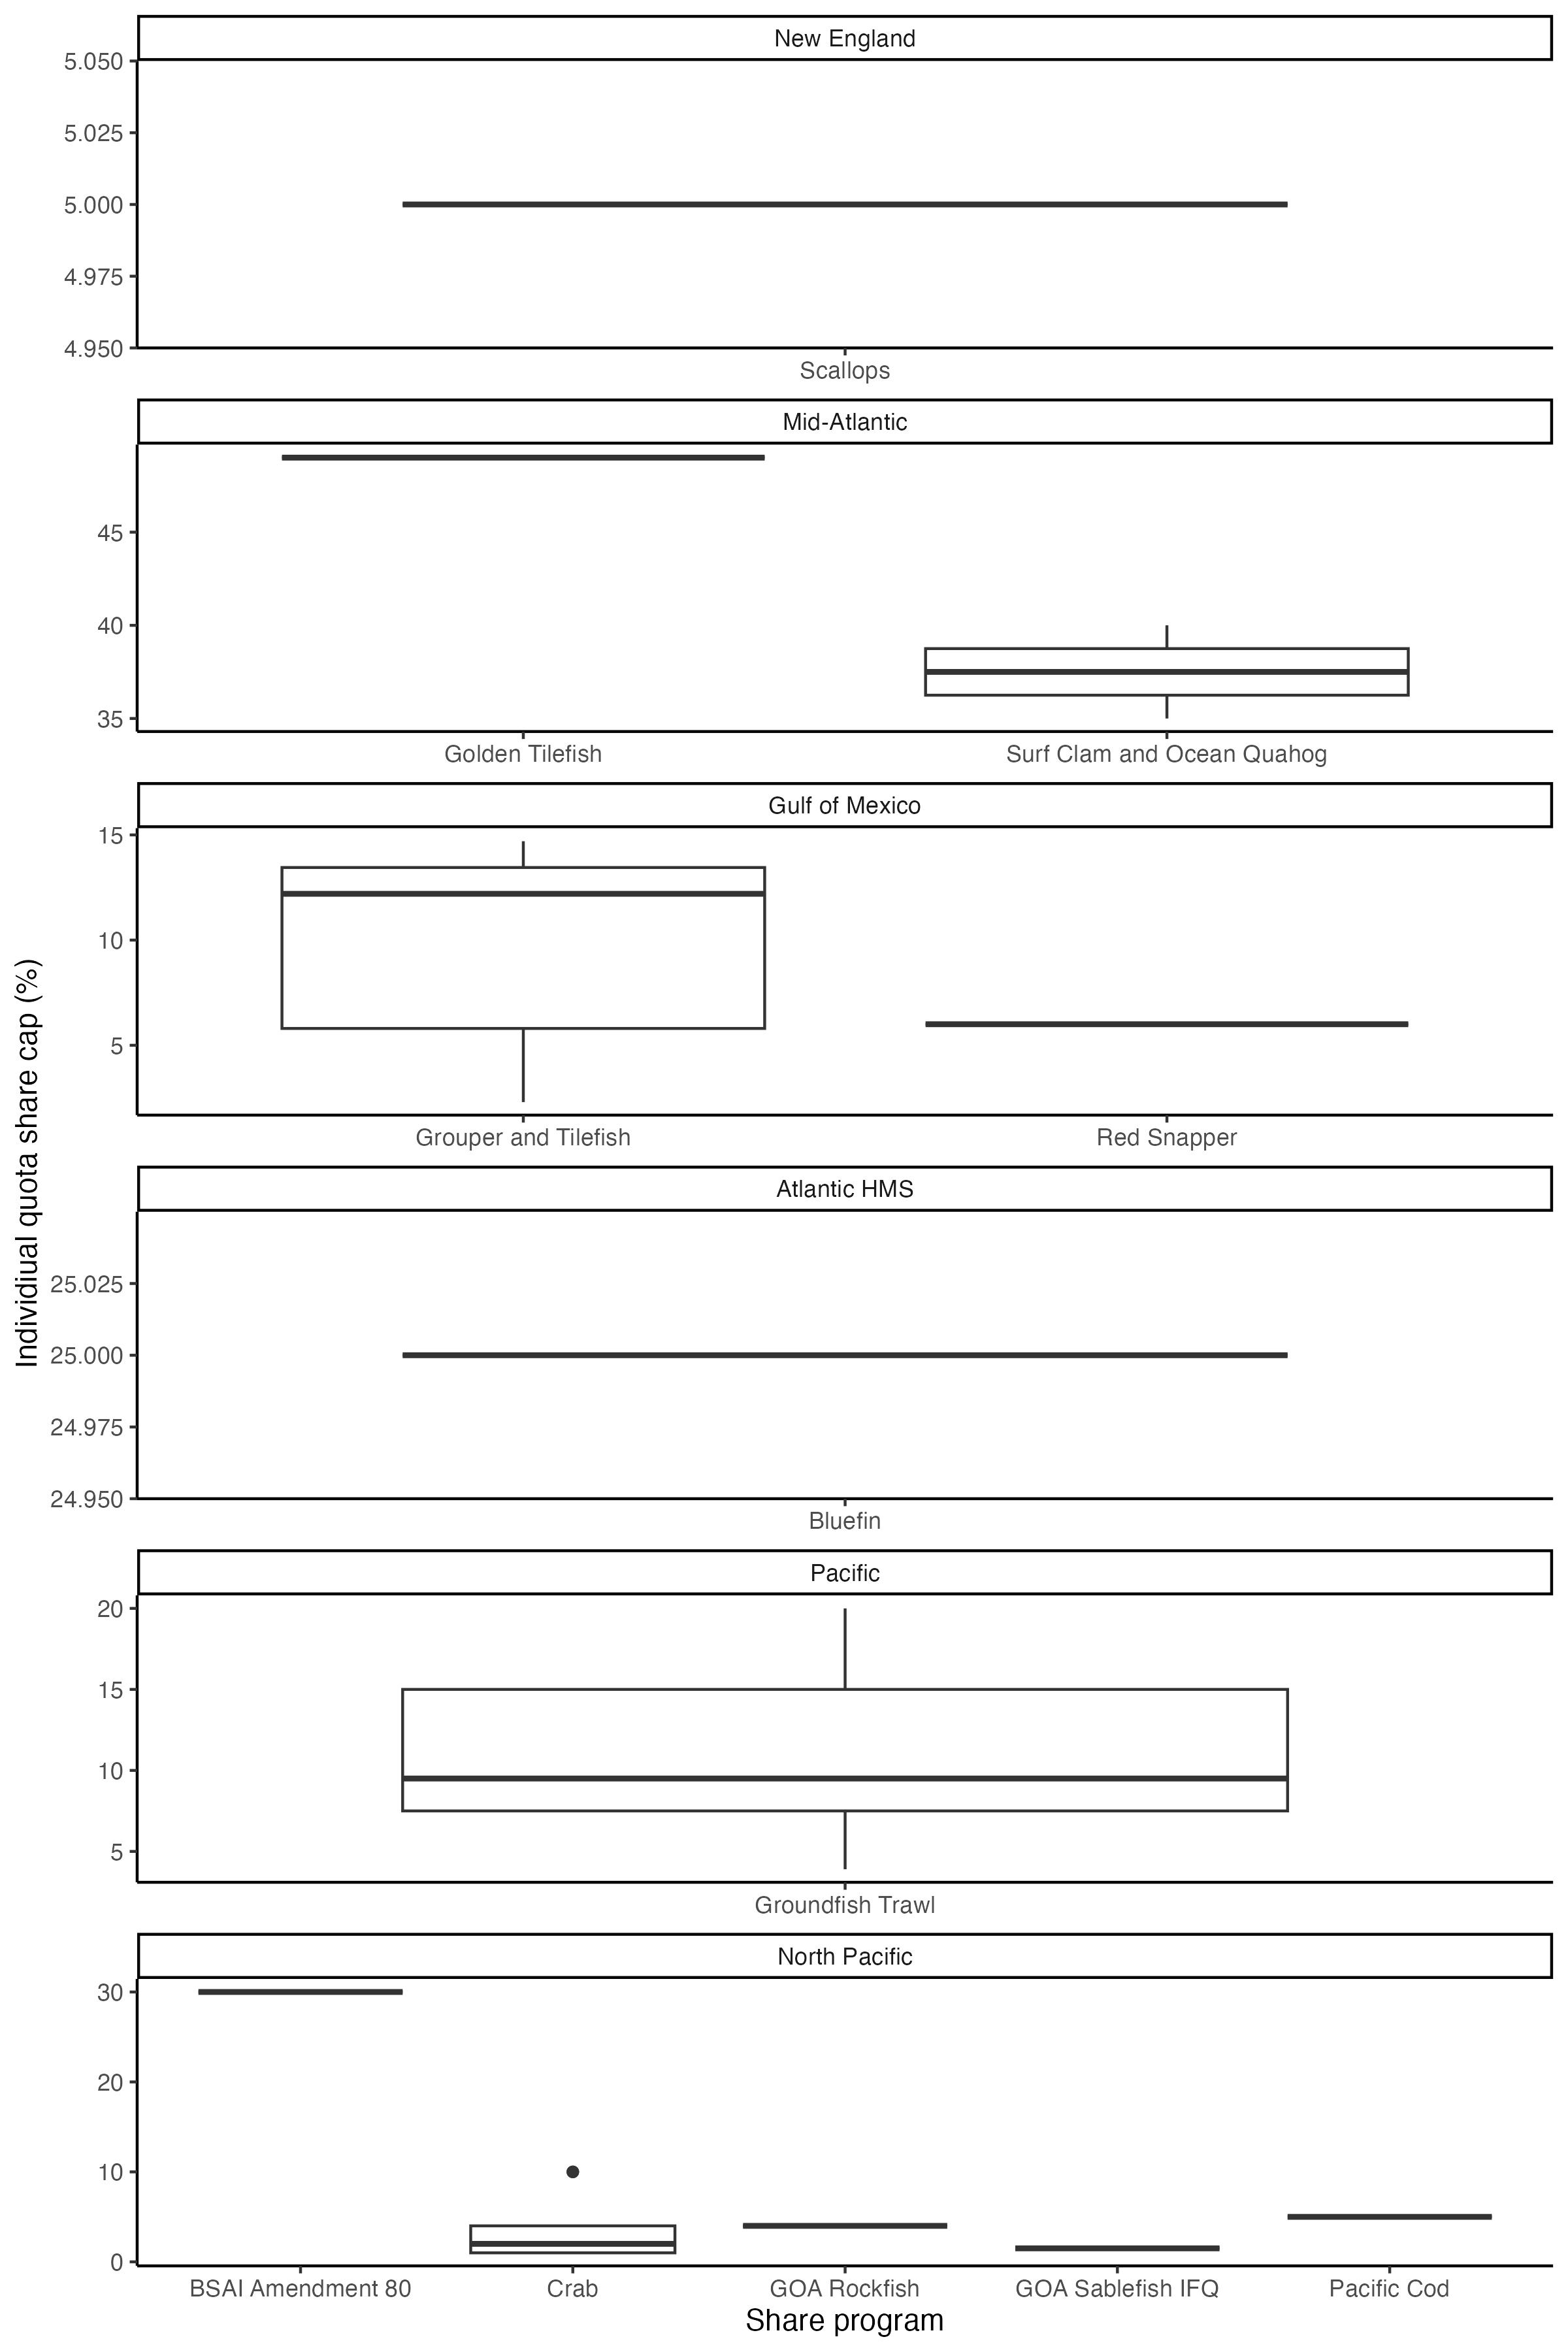 New England
5.050
5.025
5.000
4.975
4.950
Scallops
Mid-Atlantic
45
40
35
Golden Tilefish Surf Clam and Ocean Quahog
Gulf of Mexico
15
10
5
Grouper and Tilefish Red Snapper
Individiual quota share cap (%)
Atlantic HMS
25.025
25.000
24.975
24.950
Bluefin
Pacific
20
15
10
5
Groundfish Trawl
North Pacific
30
20
10
0
BSAI Amendment 80 Crab GOA Rockfish GOA Sablefish IFQ Pacific Cod
Share program